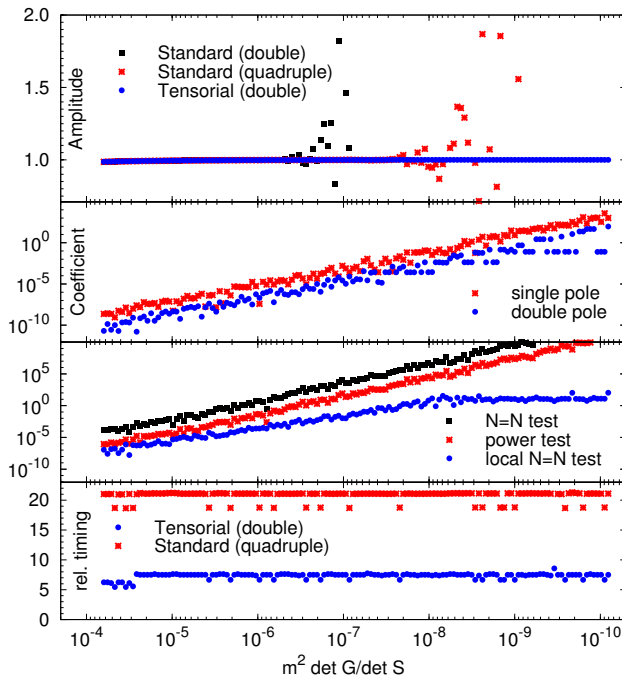 2.0
1.5
1.0
Amplitude
Standard (double)
Standard (quadruple)
Tensorial (double)
10^0
10^-5
10^-10
Coefficient
single pole
double pole
10^5
10^0
10^-5
10^-10
N=N test
power test
local N=N test
20
15
10
5
0
rel. timing
Tensorial (double)
Standard (quadruple)
10^-4 10^-5 10^-6 10^-7 10^-8 10^-9 10^-10
m^2 det G/det S